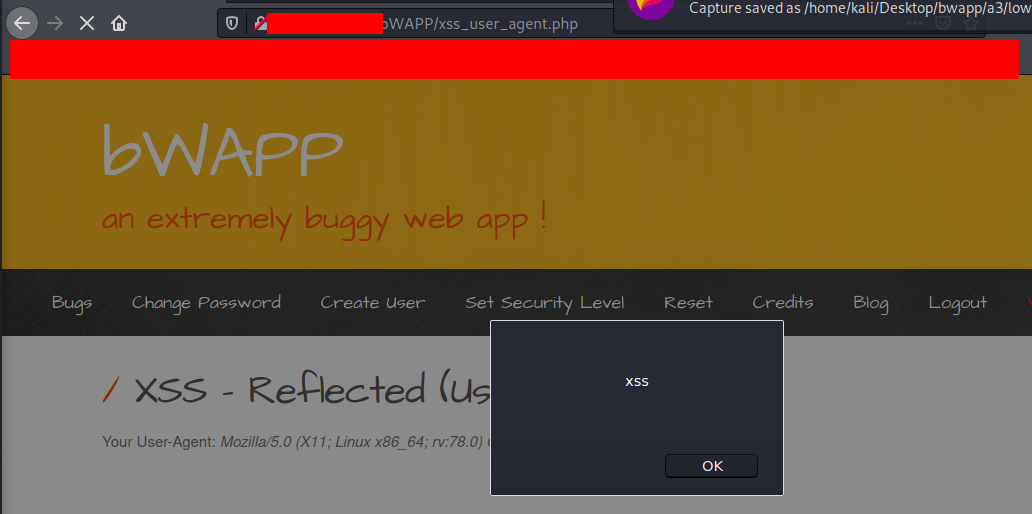 Capture saved as /home/kali/Desktop/bwapp/a3/low
bWAPP/xss_user_agent.php
bWAPP
an extremely buggy web app !
Bugs Change Password Create User Set Security Level Reset Credits Blog Logout
/ XSS - Reflected (Us
Your User-Agent: Mozilla/5.0 (X11; Linux x86_64; rv:78.0)
xss
OK